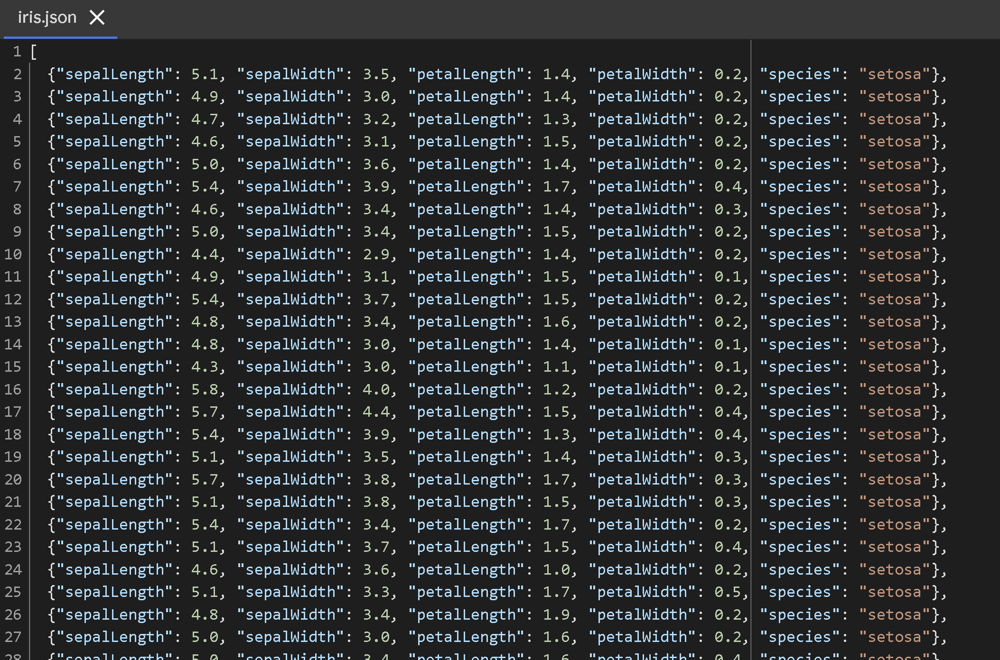 iris.json
1 [
2 {"sepalLength": 5.1, "sepalWidth": 3.5, "petalLength": 1.4, "petalWidth": 0.2, "species": "setosa"},
3 {"sepalLength": 4.9, "sepalWidth": 3.0, "petalLength": 1.4, "petalWidth": 0.2, "species": "setosa"},
4 {"sepalLength": 4.7, "sepalWidth": 3.2, "petalLength": 1.3, "petalWidth": 0.2, "species": "setosa"},
5 {"sepalLength": 4.6, "sepalWidth": 3.1, "petalLength": 1.5, "petalWidth": 0.2, "species": "setosa"},
6 {"sepalLength": 5.0, "sepalWidth": 3.6, "petalLength": 1.4, "petalWidth": 0.2, "species": "setosa"},
7 {"sepalLength": 5.4, "sepalWidth": 3.9, "petalLength": 1.7, "petalWidth": 0.4, "species": "setosa"},
8 {"sepalLength": 4.6, "sepalWidth": 3.4, "petalLength": 1.4, "petalWidth": 0.3, "species": "setosa"},
9 {"sepalLength": 5.0, "sepalWidth": 3.4, "petalLength": 1.5, "petalWidth": 0.2, "species": "setosa"},
10 {"sepalLength": 4.4, "sepalWidth": 2.9, "petalLength": 1.4, "petalWidth": 0.2, "species": "setosa"},
11 {"sepalLength": 4.9, "sepalWidth": 3.1, "petalLength": 1.5, "petalWidth": 0.1, "species": "setosa"},
12 {"sepalLength": 5.4, "sepalWidth": 3.7, "petalLength": 1.5, "petalWidth": 0.2, "species": "setosa"},
13 {"sepalLength": 4.8, "sepalWidth": 3.4, "petalLength": 1.6, "petalWidth": 0.2, "species": "setosa"},
14 {"sepalLength": 4.8, "sepalWidth": 3.0, "petalLength": 1.4, "petalWidth": 0.1, "species": "setosa"},
15 {"sepalLength": 4.3, "sepalWidth": 3.0, "petalLength": 1.1, "petalWidth": 0.1, "species": "setosa"},
16 {"sepalLength": 5.8, "sepalWidth": 4.0, "petalLength": 1.2, "petalWidth": 0.2, "species": "setosa"},
17 {"sepalLength": 5.7, "sepalWidth": 4.4, "petalLength": 1.5, "petalWidth": 0.4, "species": "setosa"},
18 {"sepalLength": 5.4, "sepalWidth": 3.9, "petalLength": 1.3, "petalWidth": 0.4, "species": "setosa"},
19 {"sepalLength": 5.1, "sepalWidth": 3.5, "petalLength": 1.4, "petalWidth": 0.3, "species": "setosa"},
20 {"sepalLength": 5.7, "sepalWidth": 3.8, "petalLength": 1.7, "petalWidth": 0.3, "species": "setosa"},
21 {"sepalLength": 5.1, "sepalWidth": 3.8, "petalLength": 1.5, "petalWidth": 0.3, "species": "setosa"},
22 {"sepalLength": 5.4, "sepalWidth": 3.4, "petalLength": 1.7, "petalWidth": 0.2, "species": "setosa"},
23 {"sepalLength": 5.1, "sepalWidth": 3.7, "petalLength": 1.5, "petalWidth": 0.4, "species": "setosa"},
24 {"sepalLength": 4.6, "sepalWidth": 3.6, "petalLength": 1.0, "petalWidth": 0.2, "species": "setosa"},
25 {"sepalLength": 5.1, "sepalWidth": 3.3, "petalLength": 1.7, "petalWidth": 0.5, "species": "setosa"},
26 {"sepalLength": 4.8, "sepalWidth": 3.4, "petalLength": 1.9, "petalWidth": 0.2, "species": "setosa"},
27 {"sepalLength": 5.0, "sepalWidth": 3.0, "petalLength": 1.6, "petalWidth": 0.2, "species": "setosa"},
28 {"sepalLength": 5.0, "sepalWidth": 3.4, "petalLength": 1.6, "petalWidth": 0.4, "species": "setosa"},